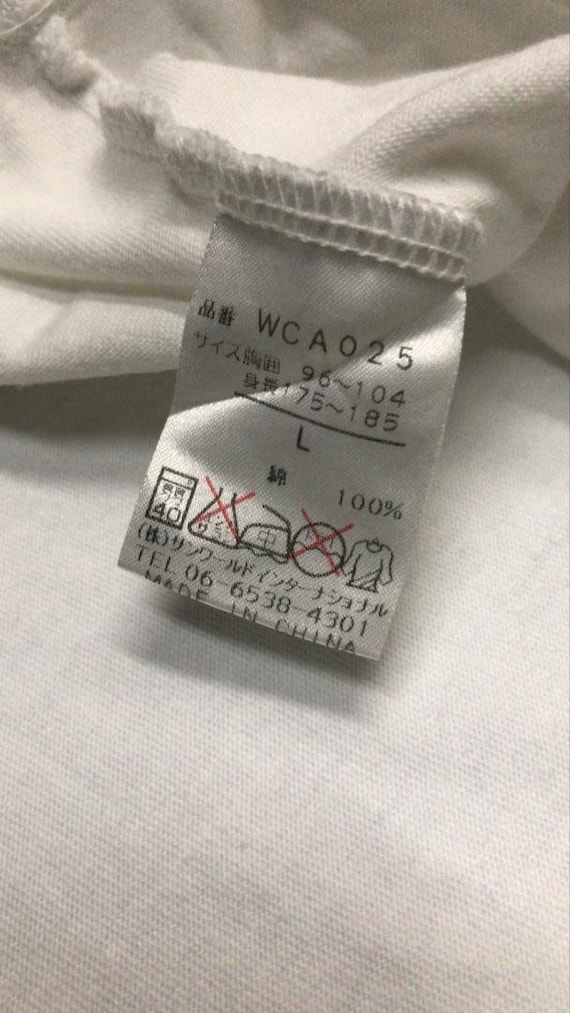 品番 WCA025
サイズ胸囲 96〜104
身長175〜185
L
綿 100%
40 中
(株)サンワールドインターナショナル
TEL 06-6538-4301
MADE IN CHINA